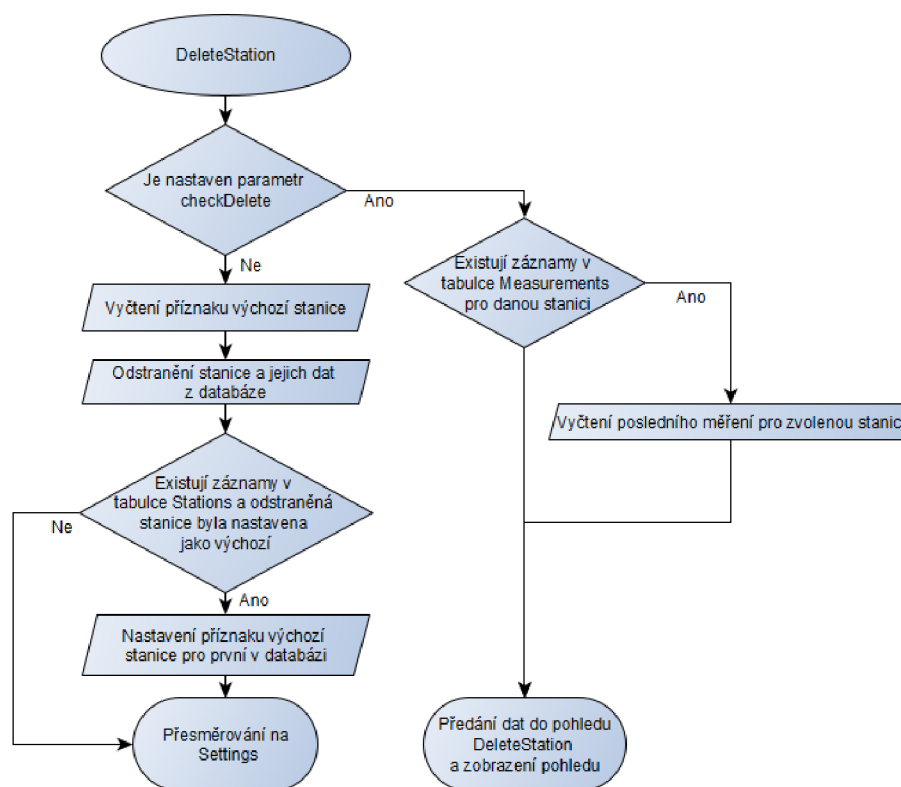 DeleteStation
Je nastaven parametr
checkDelete
Ano
Ne
Existují záznamy v
tabulce Measurements
pro danou stanici
Ano
Vyčtení příznaku výchozí stanice
Odstranění stanice a jejich dat
z databáze
Vyčtení posledního měření pro zvolenou stanic
Existují záznamy v
tabulce Stations a odstraněná
stanice byla nastavena
jako výchozí
Ne
Ano
Nastavení příznaku výchozí
stanice pro první v databázi
Přesměrování na
Settings
Předání dat do pohledu
DeleteStation
a zobrazení pohledu